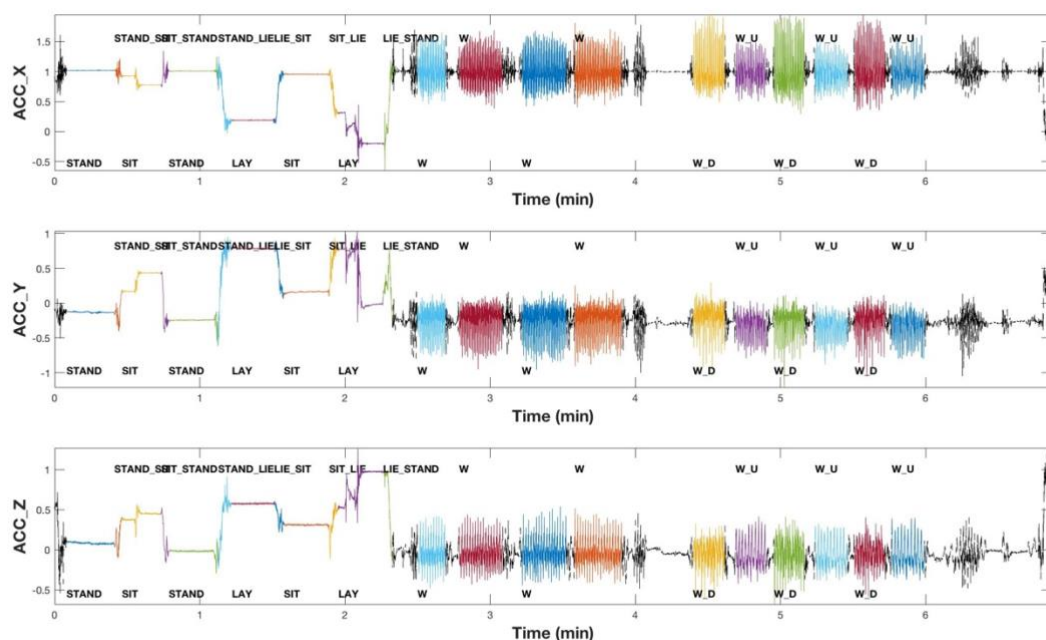 STAND_SIT SIT_STAND STAND_LIE LIE_SIT SIT_LIE LIE_STAND W W W_U W_U W_U
1.5
1
0.5
0
-0.5
ACC_X
STAND SIT STAND LAY SIT LAY W W W_D W_D W_D
0 1 2 3 4 5 6
Time (min)
1
STAND_SIT SIT_STAND STAND_LIE LIE_SIT SIT_LIE LIE_STAND W W W_U W_U W_U
0.5
0
-0.5
-1
ACC_Y
STAND SIT STAND LAY SIT LAY W W W_D W_D W_D
0 1 2 3 4 5 6
Time (min)
STAND_SIT SIT_STAND STAND_LIE LIE_SIT SIT_LIE LIE_STAND W W W_U W_U W_U
1
0.5
0
-0.5
ACC_Z
STAND SIT STAND LAY SIT LAY W W W_D W_D W_D
0 1 2 3 4 5 6
Time (min)